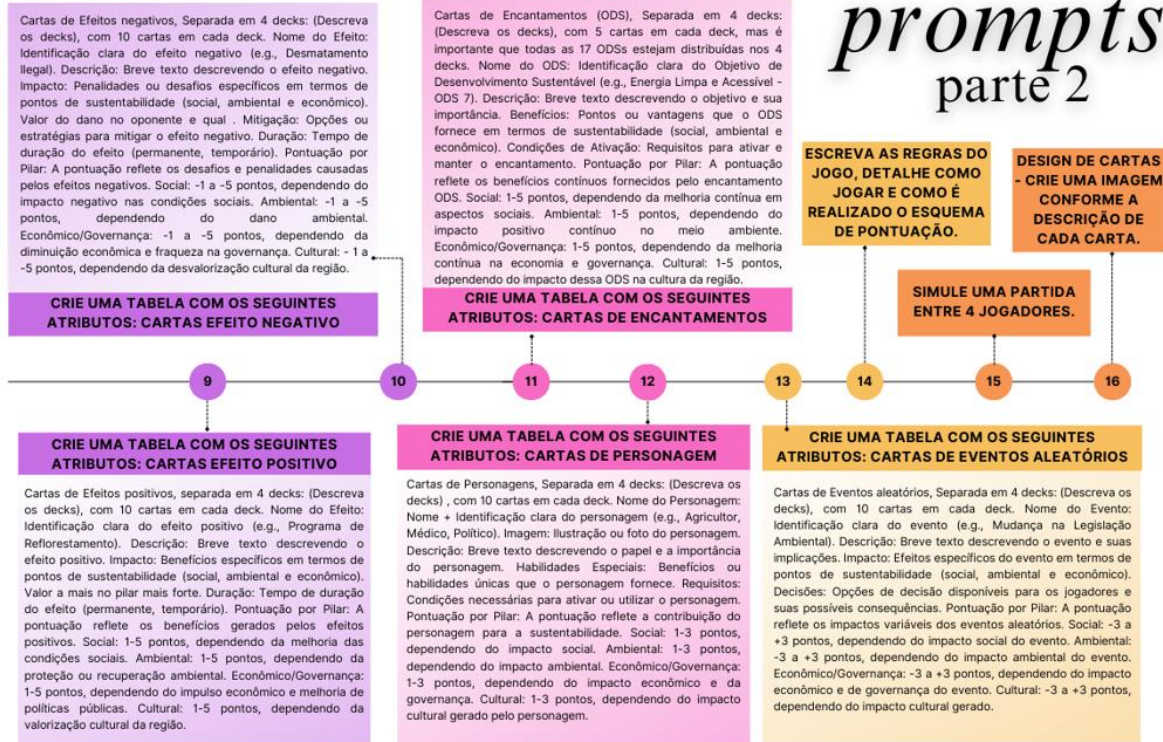 prompts
parte 2
Cartas de Efeitos negativos, Separada em 4 decks: (Descreva
os decks), com 10 cartas em cada deck. Nome do Efeito:
Identificação clara do efeito negativo (e.g., Desmatamento
Ilegal). Descrição: Breve texto descrevendo o efeito negativo.
Impacto: Penalidades ou desafios específicos em termos de
pontos de sustentabilidade (social, ambiental e econômico).
Valor do dano no oponente e qual . Mitigação: Opções ou
estratégias para mitigar o efeito negativo. Duração: Tempo de
duração do efeito (permanente, temporário). Pontuação por
Pilar: A pontuação reflete os desafios e penalidades causadas
pelos efeitos negativos. Social: -1 a -5 pontos, dependendo do
impacto negativo nas condições sociais. Ambiental: -1 a -5
pontos, dependendo do dano ambiental.
Econômico/Governança: -1 a -5 pontos, dependendo da
diminuição econômica e fraqueza na governança. Cultural: - 1 a
-5 pontos, dependendo da desvalorização cultural da região.
CRIE UMA TABELA COM OS SEGUINTES
ATRIBUTOS: CARTAS EFEITO NEGATIVO
Cartas de Encantamentos (ODS), Separada em 4 decks:
(Descreva os decks), com 5 cartas em cada deck, mas é
importante que todas as 17 ODSs estejam distribuídas nos 4
decks. Nome do ODS: Identificação clara do Objetivo de
Desenvolvimento Sustentável (e.g., Energia Limpa e Acessível -
ODS 7). Descrição: Breve texto descrevendo o objetivo e sua
importância. Benefícios: Pontos ou vantagens que o ODS
fornece em termos de sustentabilidade (social, ambiental e
econômico). Condições de Ativação: Requisitos para ativar e
manter o encantamento. Pontuação por Pilar: A pontuação
reflete os benefícios contínuos fornecidos pelo encantamento
ODS. Social: 1-5 pontos, dependendo da melhoria contínua em
aspectos sociais. Ambiental: 1-5 pontos, dependendo do
impacto positivo contínuo no meio ambiente.
Econômico/Governança: 1-5 pontos, dependendo da melhoria
contínua na economia e governança. Cultural: 1-5 pontos,
dependendo do impacto dessa ODS na cultura da região.
CRIE UMA TABELA COM OS SEGUINTES
ATRIBUTOS: CARTAS DE ENCANTAMENTOS
ESCREVA AS REGRAS DO
JOGO, DETALHE COMO
JOGAR E COMO É
REALIZADO O ESQUEMA
DE PONTUAÇÃO.
DESIGN DE CARTAS
- CRIE UMA IMAGEM
CONFORME A
DESCRIÇÃO DE
CADA CARTA.
SIMULE UMA PARTIDA
ENTRE 4 JOGADORES.
9
10
11
12
13
14
15
16
CRIE UMA TABELA COM OS SEGUINTES
ATRIBUTOS: CARTAS EFEITO POSITIVO
Cartas de Efeitos positivos, separada em 4 decks: (Descreva os
decks), com 10 cartas em cada deck. Nome do Efeito:
Identificação clara do efeito positivo (e.g., Programa de
Reflorestamento). Descrição: Breve texto descrevendo o
efeito positivo. Impacto: Benefícios específicos em termos de
pontos de sustentabilidade (social, ambiental e econômico).
Valor a mais no pilar mais forte. Duração: Tempo de duração
do efeito (permanente, temporário). Pontuação por Pilar: A
pontuação reflete os benefícios gerados pelos efeitos
positivos. Social: 1-5 pontos, dependendo da melhoria das
condições sociais. Ambiental: 1-5 pontos, dependendo da
proteção ou recuperação ambiental. Econômico/Governança:
1-5 pontos, dependendo do impulso econômico e melhoria de
políticas públicas. Cultural: 1-5 pontos, dependendo da
valorização cultural da região.
CRIE UMA TABELA COM OS SEGUINTES
ATRIBUTOS: CARTAS DE PERSONAGEM
Cartas de Personagens, Separada em 4 decks: (Descreva os
decks) , com 10 cartas em cada deck. Nome do Personagem:
Nome + Identificação clara do personagem (e.g., Agricultor,
Médico, Político). Imagem: Ilustração ou foto do personagem.
Descrição: Breve texto descrevendo o papel e a importância
do personagem. Habilidades Especiais: Benefícios ou
habilidades únicas que o personagem fornece. Requisitos:
Condições necessárias para ativar ou utilizar o personagem.
Pontuação por Pilar: A pontuação reflete a contribuição do
personagem para a sustentabilidade. Social: 1-3 pontos,
dependendo do impacto social. Ambiental: 1-3 pontos,
dependendo do impacto ambiental. Econômico/Governança:
1-3 pontos, dependendo do impacto econômico e da
governança. Cultural: 1-3 pontos, dependendo do impacto
cultural gerado pelo personagem.
CRIE UMA TABELA COM OS SEGUINTES
ATRIBUTOS: CARTAS DE EVENTOS ALEATÓRIOS
Cartas de Eventos aleatórios, Separada em 4 decks: (Descreva os
decks), com 10 cartas em cada deck. Nome do Evento:
Identificação clara do evento (e.g., Mudança na Legislação
Ambiental). Descrição: Breve texto descrevendo o evento e suas
implicações. Impacto: Efeitos específicos do evento em termos de
pontos de sustentabilidade (social, ambiental e econômico).
Decisões: Opções de decisão disponíveis para os jogadores e
suas possíveis consequências. Pontuação por Pilar: A pontuação
reflete os impactos variáveis dos eventos aleatórios. Social: -3 a
+3 pontos, dependendo do impacto social do evento. Ambiental:
-3 a +3 pontos, dependendo do impacto ambiental do evento.
Econômico/Governança: -3 a +3 pontos, dependendo do impacto
econômico e de governança do evento. Cultural: -3 a +3 pontos,
dependendo do impacto cultural gerado.